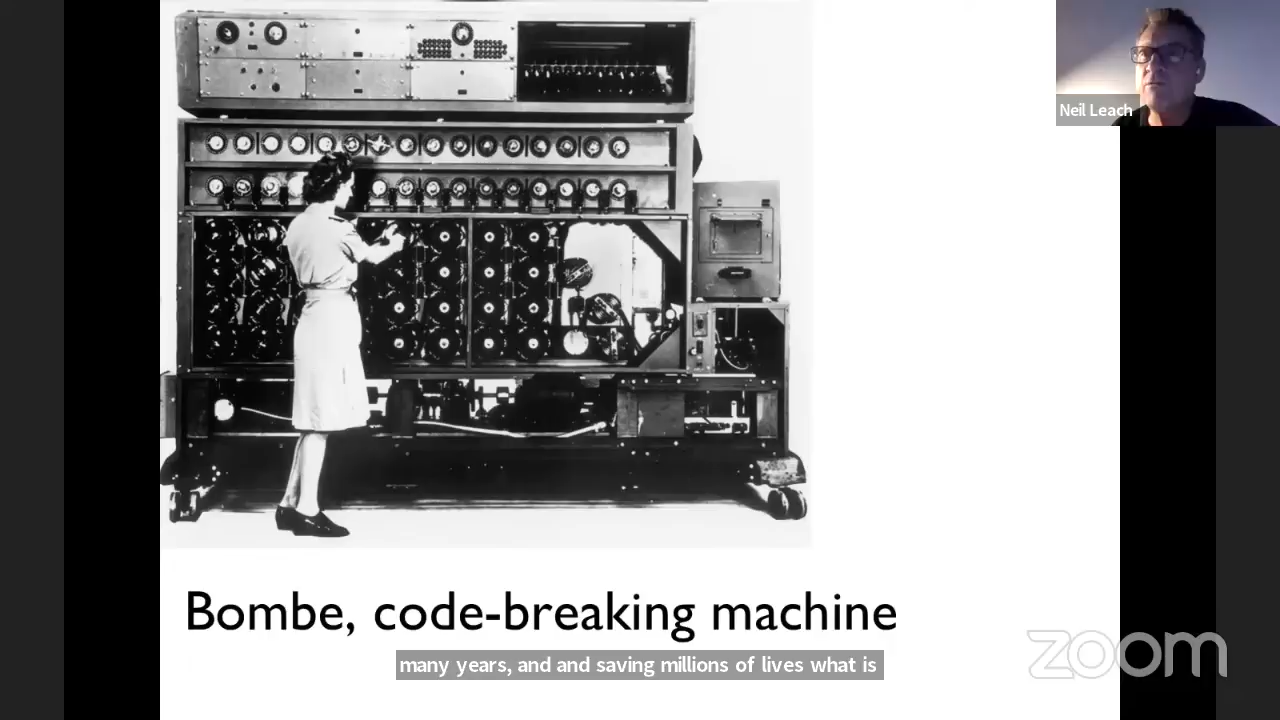 Neil Leach
Bombe, code-breaking machine
many years, and and saving millions of lives what is
zoom